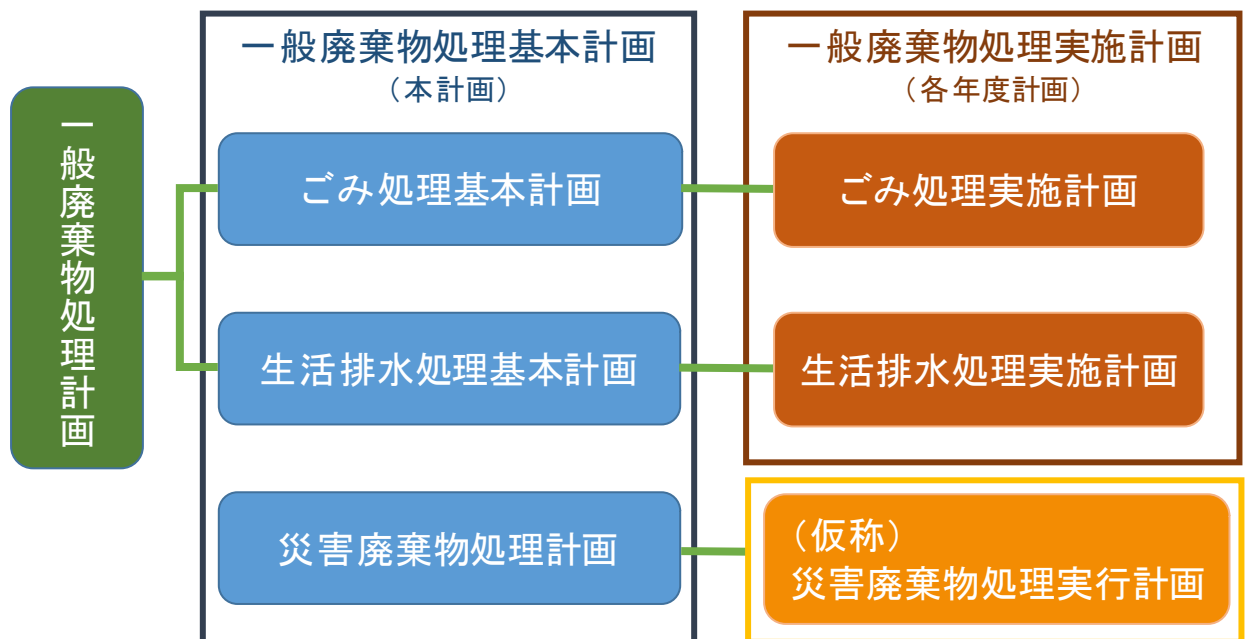 一般廃棄物処理計画
一般廃棄物処理基本計画
（本計画）
ごみ処理基本計画
生活排水処理基本計画
災害廃棄物処理計画
一般廃棄物処理実施計画
（各年度計画）
ごみ処理実施計画
生活排水処理実施計画
（仮称）
災害廃棄物処理実行計画